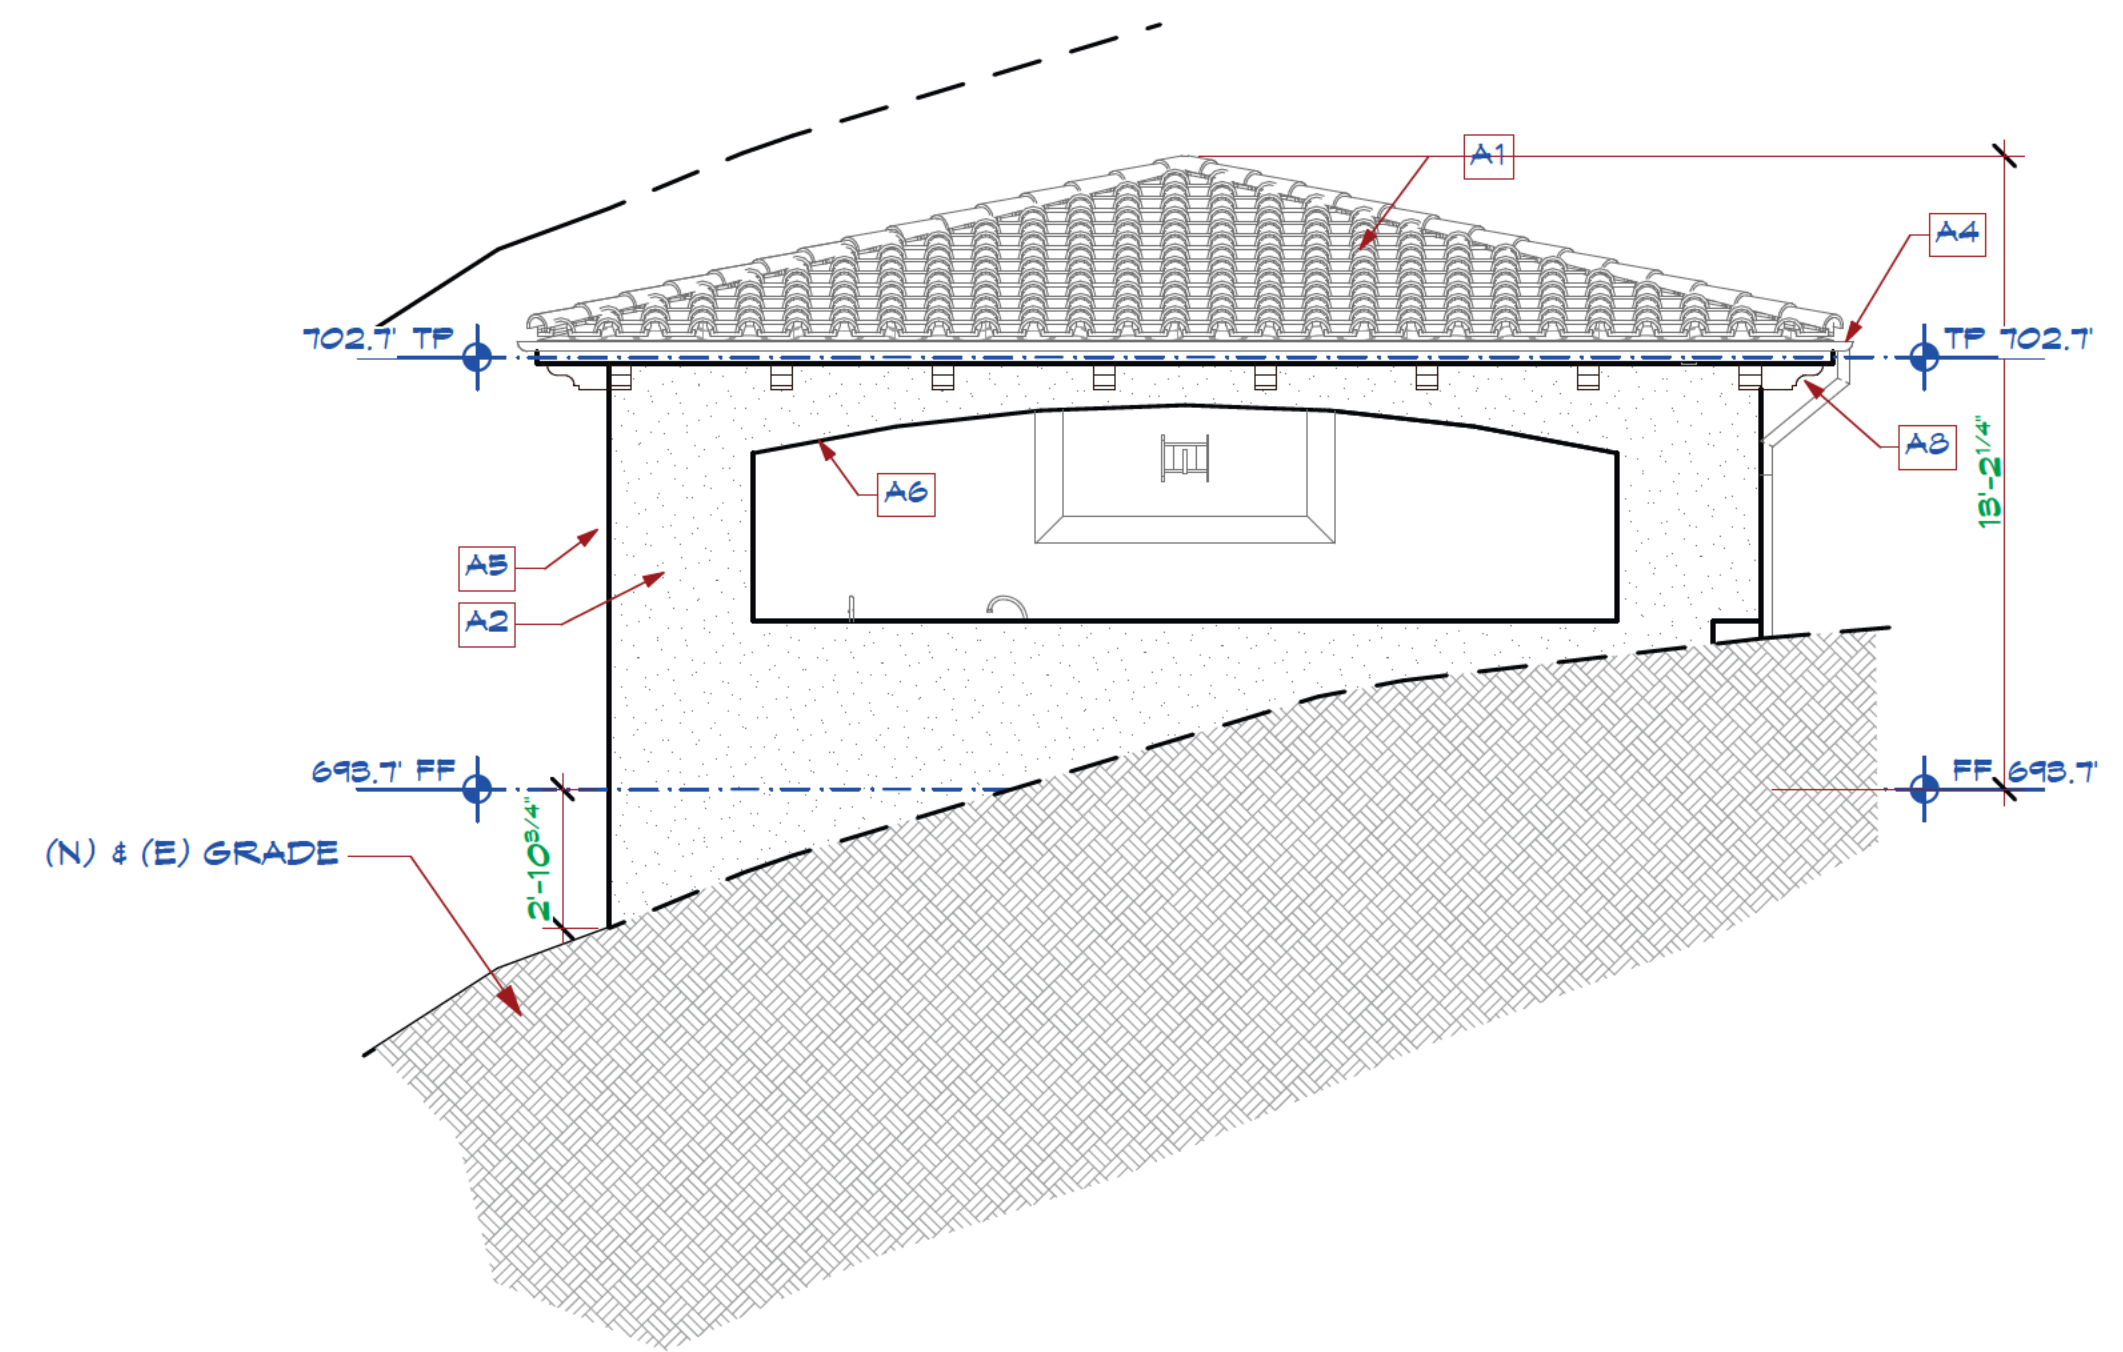 A1
A4
702.7' TP
TP 702.7'
A8
13'-2 1/4"
A6
A5
A2
693.7' FF
FF 693.7'
2'-10 3/4"
(N) & (E) GRADE